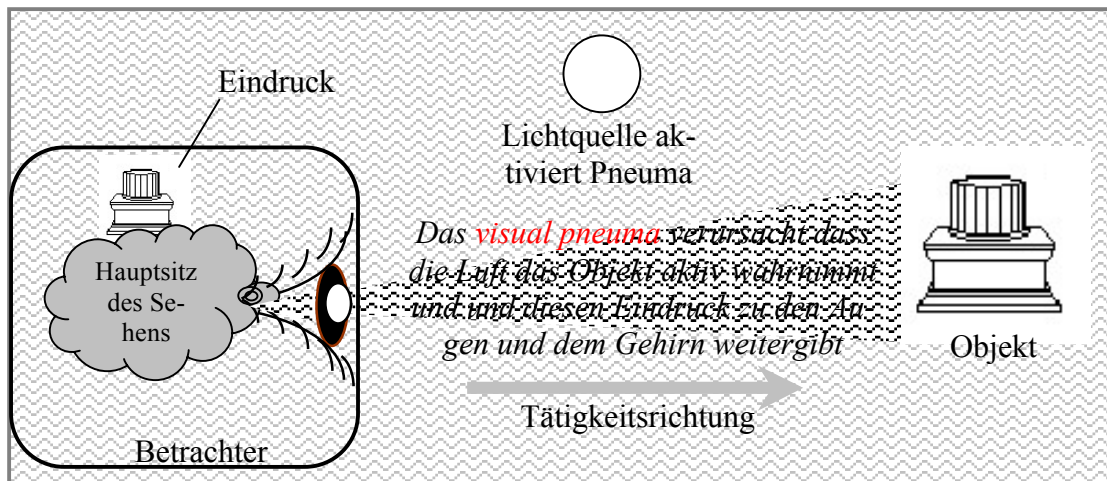 Eindruck
Lichtquelle ak-
tiviert Pneuma
Das visual pneuma verursacht dass
die Luft das Objekt aktiv wahrnimmt
und und diesen Eindruck zu den Au-
gen und dem Gehirn weitergibt
Hauptsitz
des Se-
hens
Objekt
Tätigkeitsrichtung
Betrachter